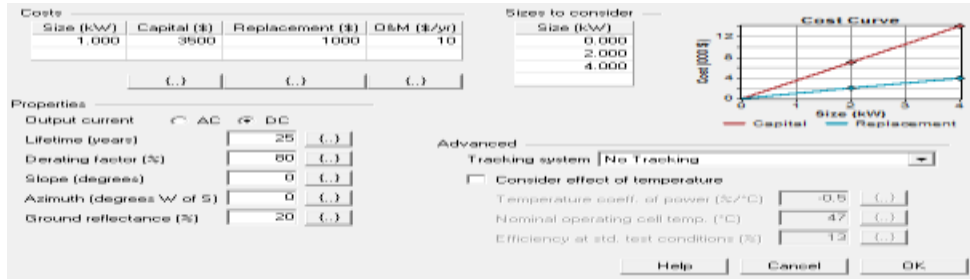 Costs
Size (kW) Capital ($) Replacement ($) O&M ($/yr)
1.000 3500 1000 10
{..} {..} {..}
Sizes to consider
Size (kW)
0.000
2.000
4.000
Cost Curve
Cost (000 $)
12
8
4
0
0 1 2 3 4
Size (kW)
Capital Replacement
Properties
Output current AC DC
Lifetime (years) 25 {..}
Derating factor (%) 80 {..}
Slope (degrees) 0 {..}
Azimuth (degrees W of S) 0 {..}
Ground reflectance (%) 20 {..}
Advanced
Tracking system No Tracking
Consider effect of temperature
Temperature coeff. of power (%/°C) -0.5 {..}
Nominal operating cell temp. (°C) 47 {..}
Efficiency at std. test conditions (%) 13 {..}
Help Cancel OK